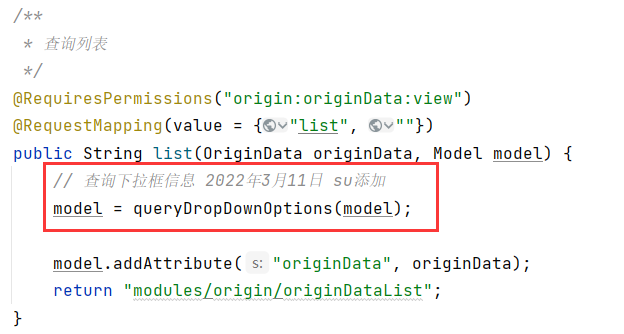 /**
 * 查询列表
 */
@RequiresPermissions("origin:originData:view")
@RequestMapping(value = {"list", ""})
public String list(OriginData originData, Model model) {
    // 查询下拉框信息 2022年3月11日 su添加
    model = queryDropDownOptions(model);
    model.addAttribute( s: "originData", originData);
    return "modules/origin/originDataList";
}